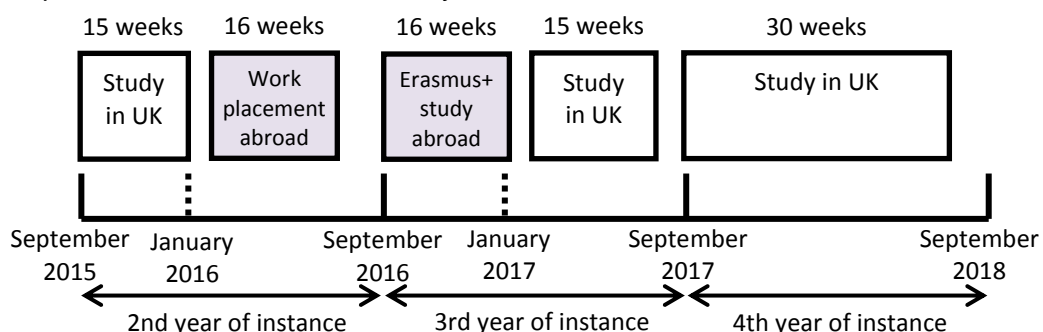 15 weeks 16 weeks 16 weeks 15 weeks 30 weeks
Study
in UK
Work
placement
abroad
Erasmus+
study
abroad
Study
in UK
Study in UK
September
2015
January
2016
September
2016
January
2017
September
2017
September
2018
2nd year of instance 3rd year of instance 4th year of instance